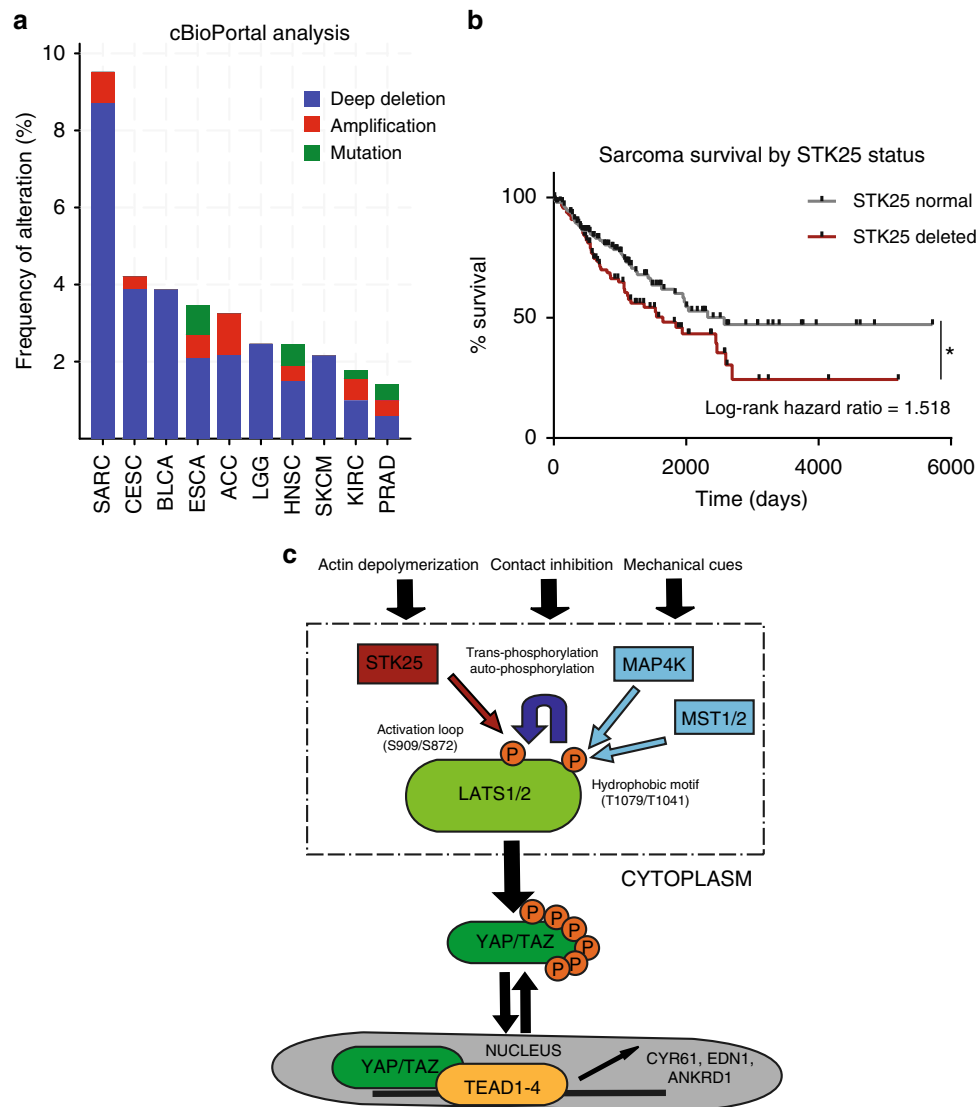 a
cBioPortal analysis
10
8
6
4
2
Frequency of alteration (%)
Deep deletion
Amplification
Mutation
SARC
CESC
BLCA
ESCA
ACC
LGG
HNSC
SKCM
KIRC
PRAD
b
Sarcoma survival by STK25 status
100
50
0
% survival
STK25 normal
STK25 deleted
*
Log-rank hazard ratio = 1.518
0
2000
4000
6000
Time (days)
c
Actin depolymerization
Contact inhibition
Mechanical cues
STK25
Trans-phosphorylation
auto-phosphorylation
MAP4K
MST1/2
Activation loop
(S909/S872)
P
P
LATS1/2
Hydrophobic motif
(T1079/T1041)
CYTOPLASM
YAP/TAZ
P
P
P
P
P
P
NUCLEUS
YAP/TAZ
TEAD1-4
CYR61, EDN1,
ANKRD1